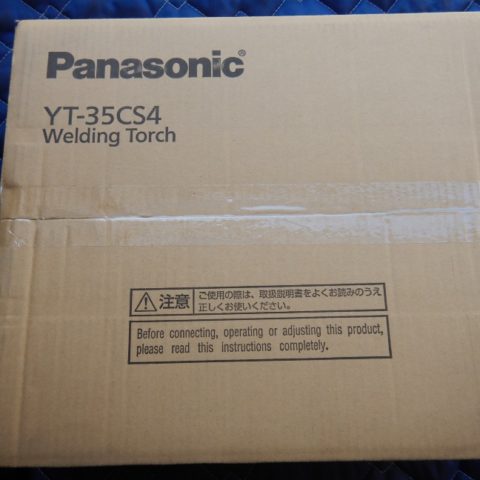 Panasonic®
YT-35CS4
Welding Torch
注意
ご使用の際は、取扱説明書をよくお読みのうえ
正しくお使いください。
Before connecting, operating or adjusting this product,
please read this instructions completely.